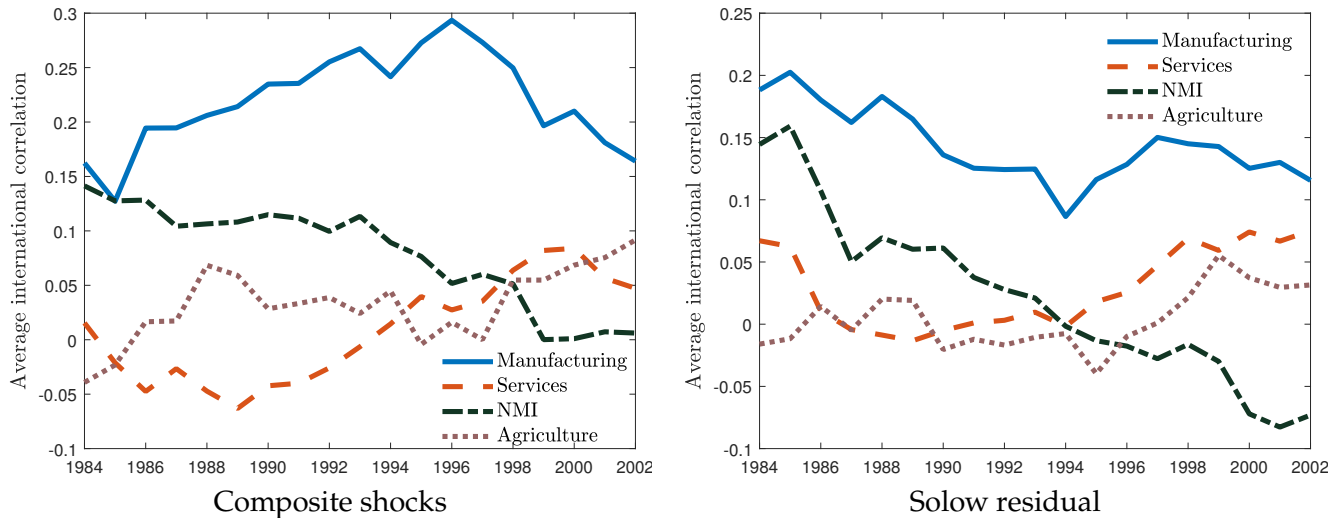 Average international correlation
0.3
0.25
0.2
0.15
0.1
0.05
0
-0.05
-0.1
1984 1986 1988 1990 1992 1994 1996 1998 2000 2002
Manufacturing
Services
NMI
Agriculture
Composite shocks
Average international correlation
0.25
0.2
0.15
0.1
0.05
0
-0.05
-0.1
1984 1986 1988 1990 1992 1994 1996 1998 2000 2002
Manufacturing
Services
NMI
Agriculture
Solow residual